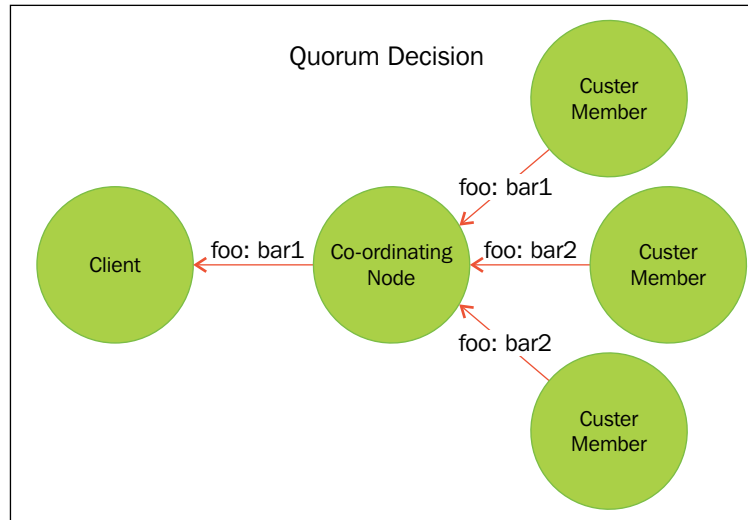 Quorum Decision
Custer
Member
foo: bar1
Client
foo: bar1
Co-ordinating
Node
foo: bar2
Custer
Member
foo: bar2
Custer
Member